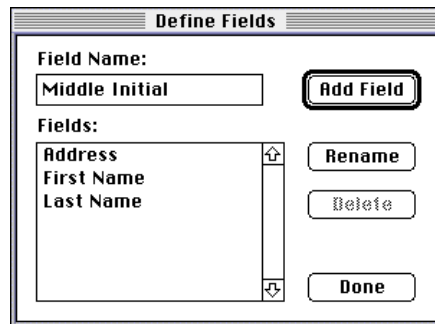 Define Fields
Field Name:
Middle Initial
Add Field
Fields:
Address
First Name
Last Name
Rename
Delete
Done